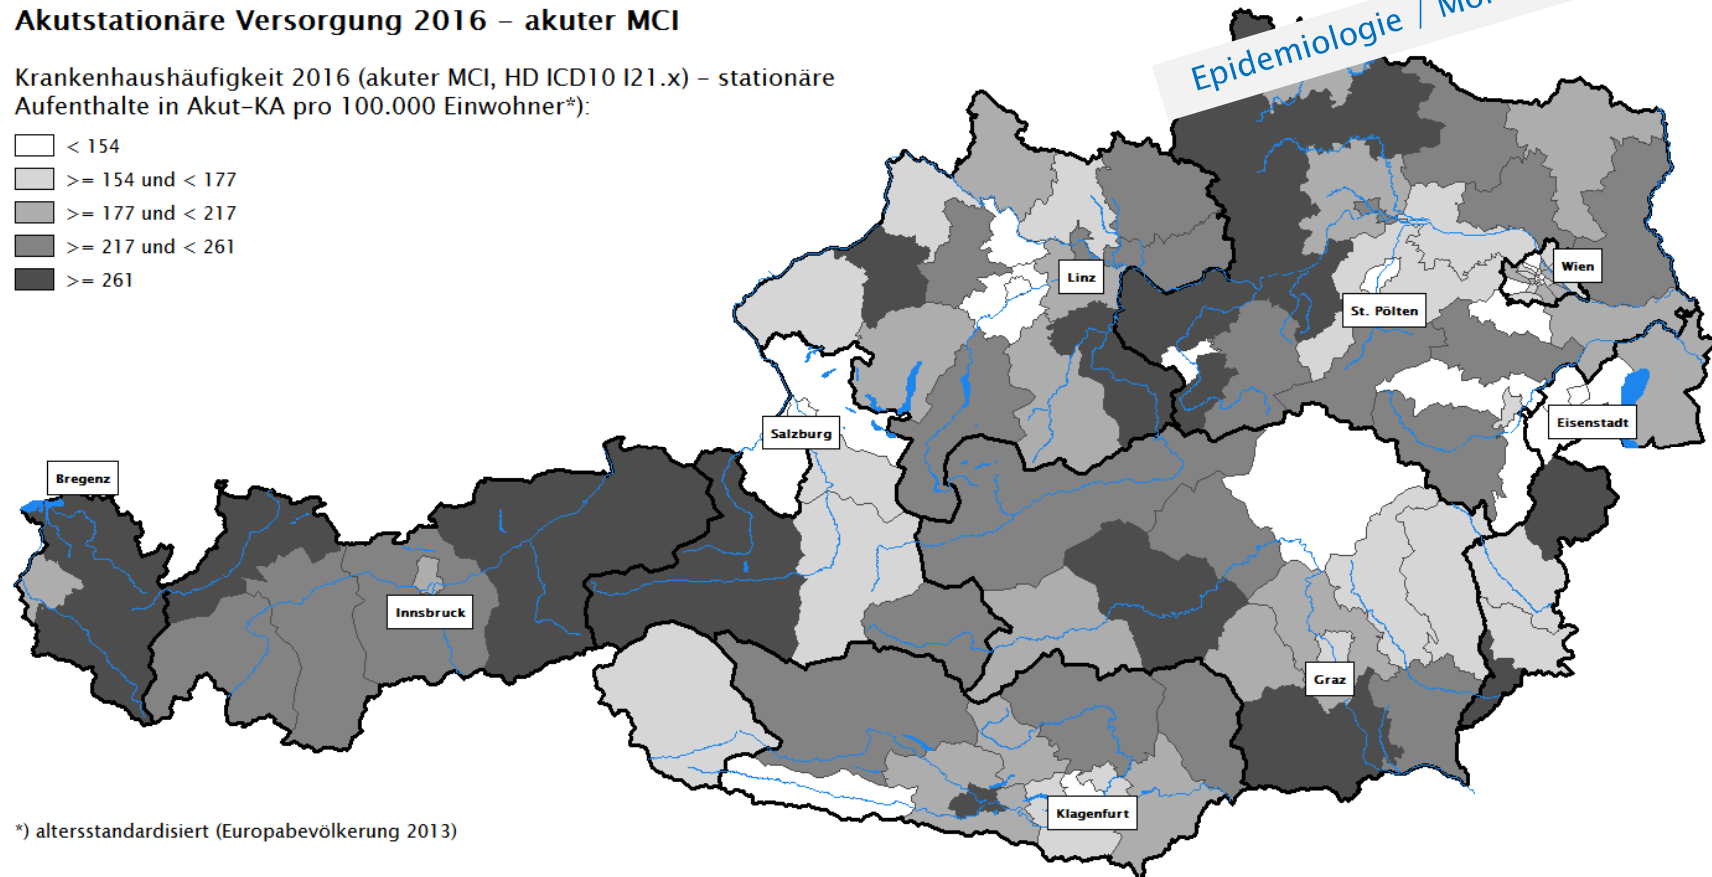 Akutstationäre Versorgung 2016 – akuter MCI
Epidemiologie /
Krankenhaushäufigkeit 2016 (akuter MCI, HD ICD10 I21.x) – stationäre
Aufenthalte in Akut-KA pro 100.000 Einwohner*):
< 154
>= 154 und < 177
>= 177 und < 217
>= 217 und < 261
>= 261
Wien
Linz
St. Pölten
Eisenstadt
Salzburg
Bregenz
Innsbruck
Graz
Klagenfurt
*) altersstandardisiert (Europabevölkerung 2013)